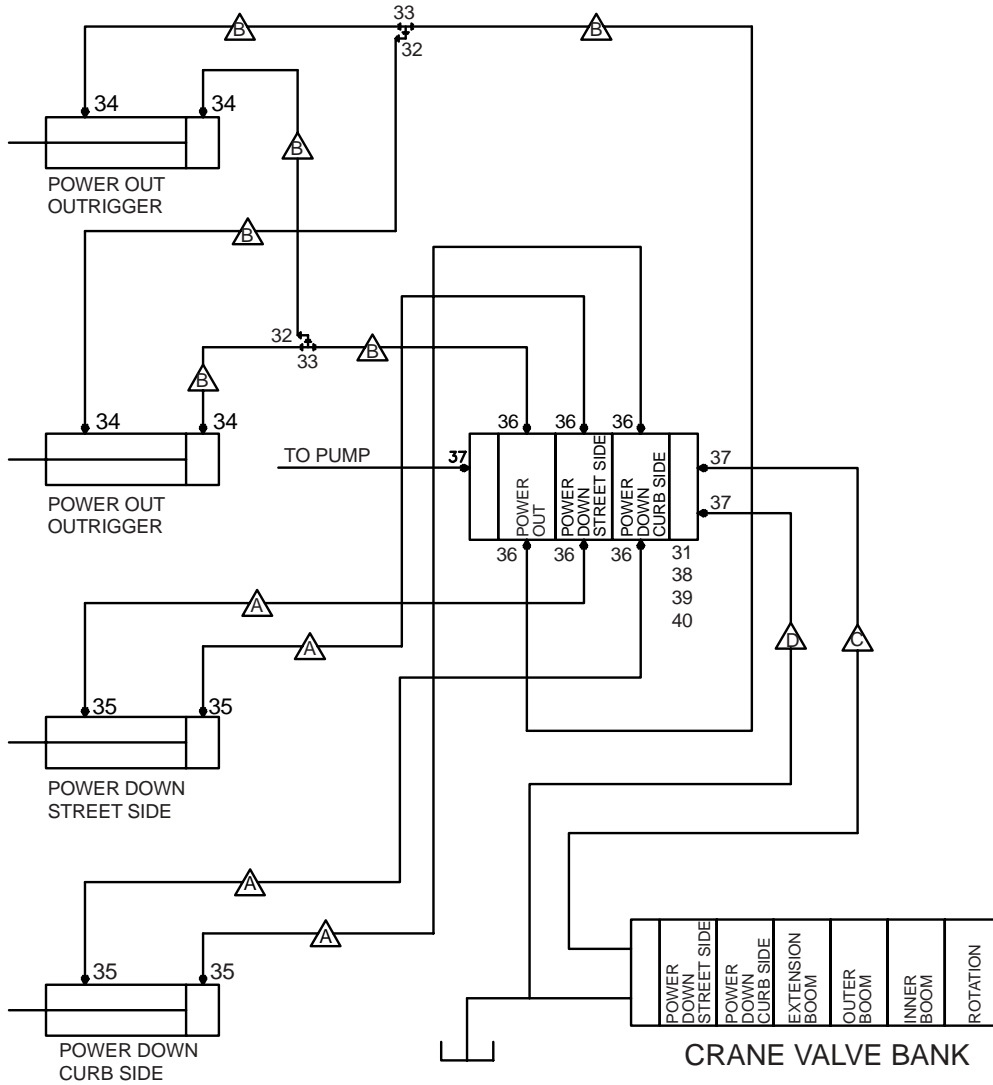 33
B
B
32
34
34
B
POWER OUT
OUTRIGGER
B
32
33
B
B
34
34
36
36
36
TO PUMP
37
37
POWER
OUT
POWER
DOWN
STREET SIDE
POWER
DOWN
CURB SIDE
37
POWER OUT
OUTRIGGER
36
36
36
31
38
39
40
A
A
D
C
35
35
POWER DOWN
STREET SIDE
A
A
35
35
POWER DOWN
CURB SIDE
POWER
DOWN
STREET SIDE
POWER
DOWN
CURB SIDE
EXTENSION
BOOM
OUTER
BOOM
INNER
BOOM
ROTATION
CRANE VALVE BANK